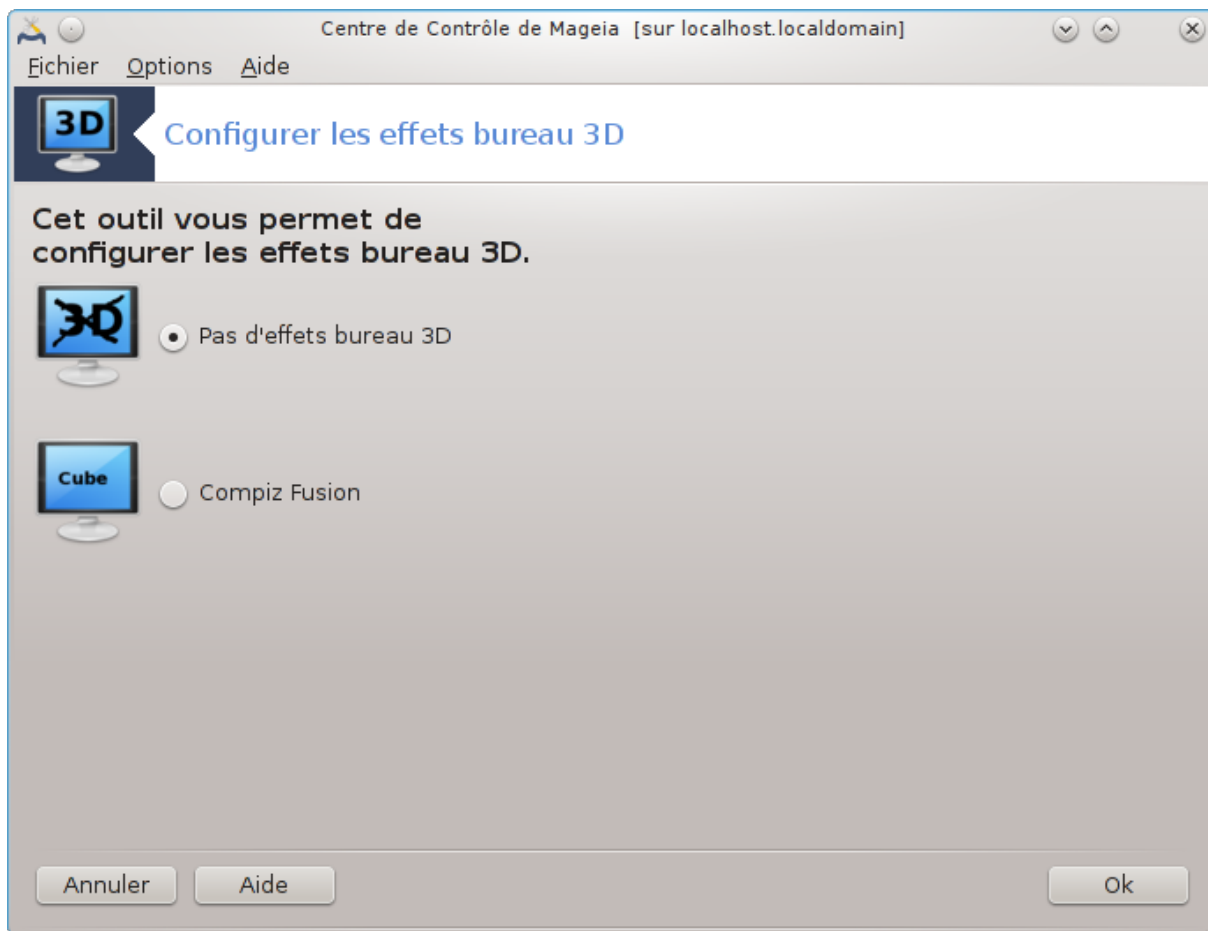 Centre de Contrôle de Mageia [sur localhost.localdomain]
Fichier Options Aide
3D
Configurer les effets bureau 3D
Cet outil vous permet de
configurer les effets bureau 3D.
3D
Pas d'effets bureau 3D
Cube
Compiz Fusion
Annuler Aide Ok